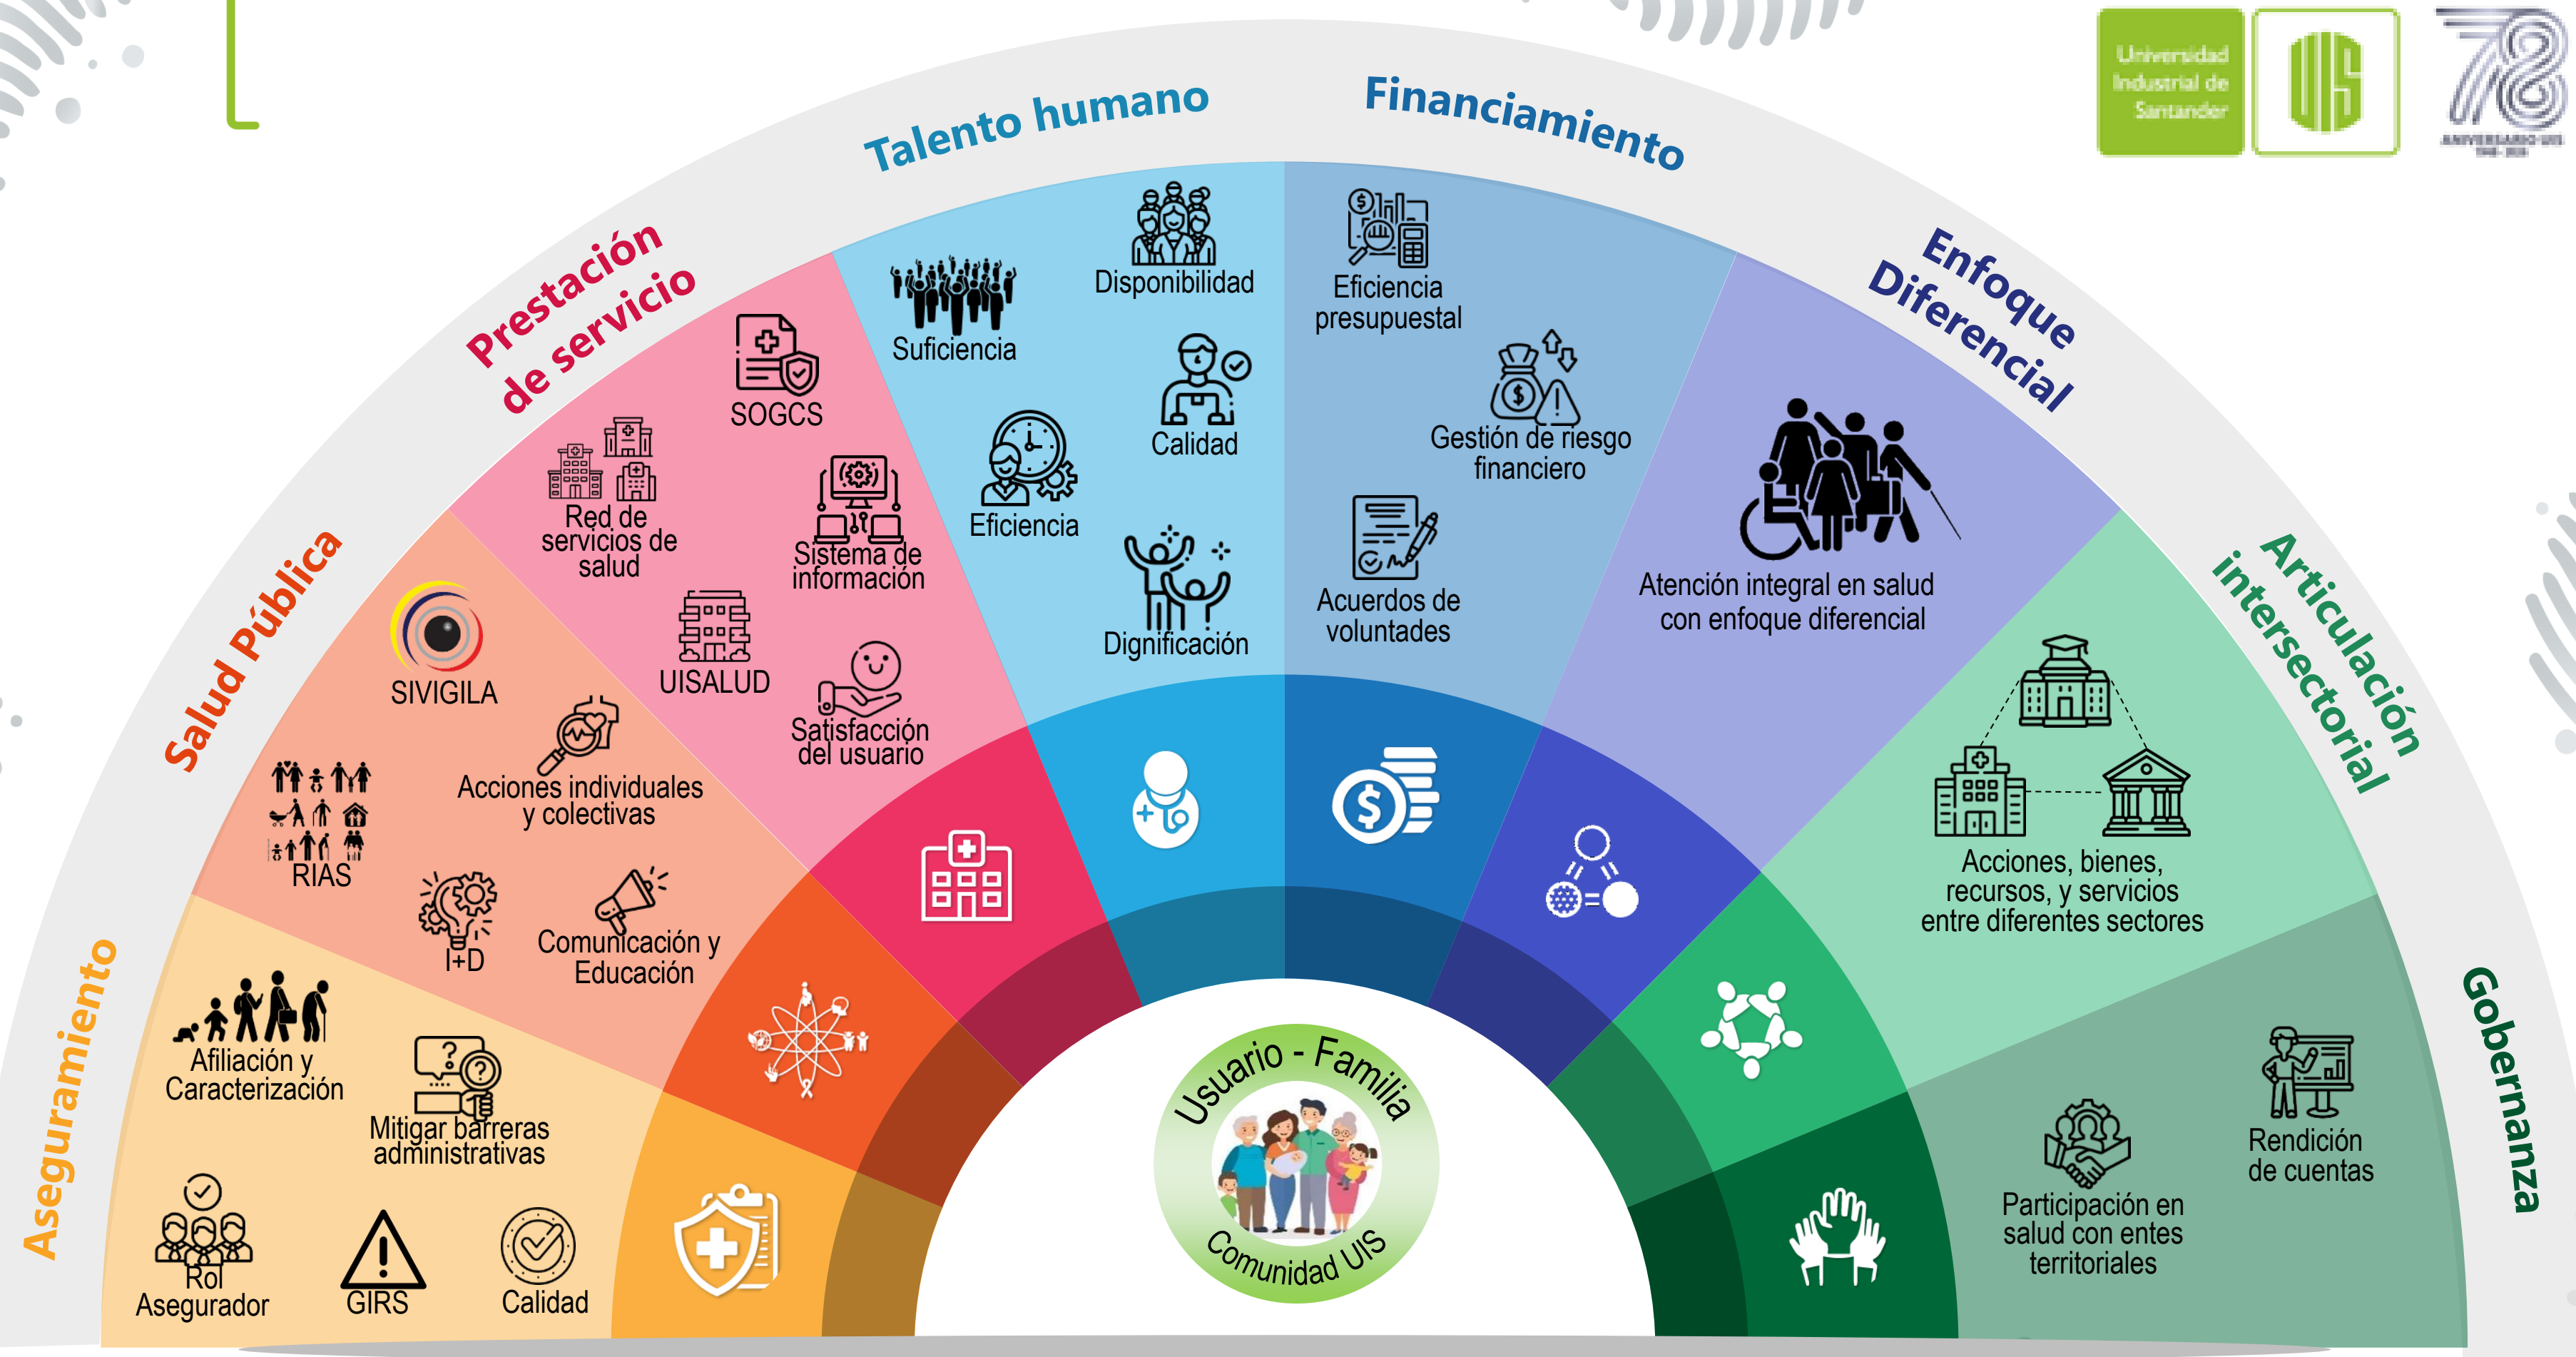 Universidad
Industrial de
Santander
UIS
78
ANIVERSARIO UIS
Aseguramiento
Afiliación y
Caracterización
Mitigar barreras
administrativas
Rol
Asegurador
GIRS
Calidad
Salud Pública
SIVIGILA
Acciones individuales
y colectivas
RIAS
I+D
Comunicación y
Educación
Prestación
de servicio
SOGCS
Red de
servicios de
salud
Sistema de
información
UISALUD
Satisfacción
del usuario
Talento humano
Disponibilidad
Suficiencia
Calidad
Eficiencia
Dignificación
Financiamiento
Eficiencia
presupuestal
Gestión de riesgo
financiero
Acuerdos de
voluntades
Enfoque
Diferencial
Atención integral en salud
con enfoque diferencial
Articulación
intersectorial
Acciones, bienes,
recursos, y servicios
entre diferentes sectores
Gobernanza
Rendición
de cuentas
Participación en
salud con entes
territoriales
Usuario - Familia
Comunidad UIS